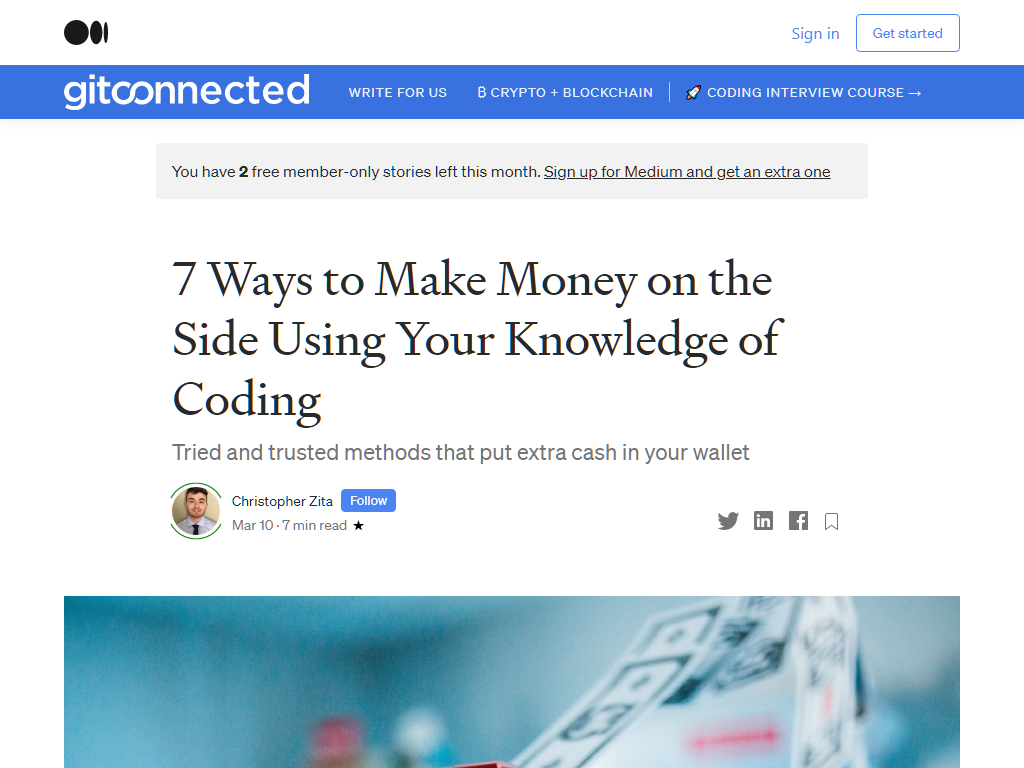 Sign in
Get started
gitconnected
WRITE FOR US
₿ CRYPTO + BLOCKCHAIN
🚀 CODING INTERVIEW COURSE →
You have 2 free member-only stories left this month. Sign up for Medium and get an extra one
7 Ways to Make Money on the
Side Using Your Knowledge of
Coding
Tried and trusted methods that put extra cash in your wallet
Christopher Zita
Follow
Mar 10 · 7 min read ★